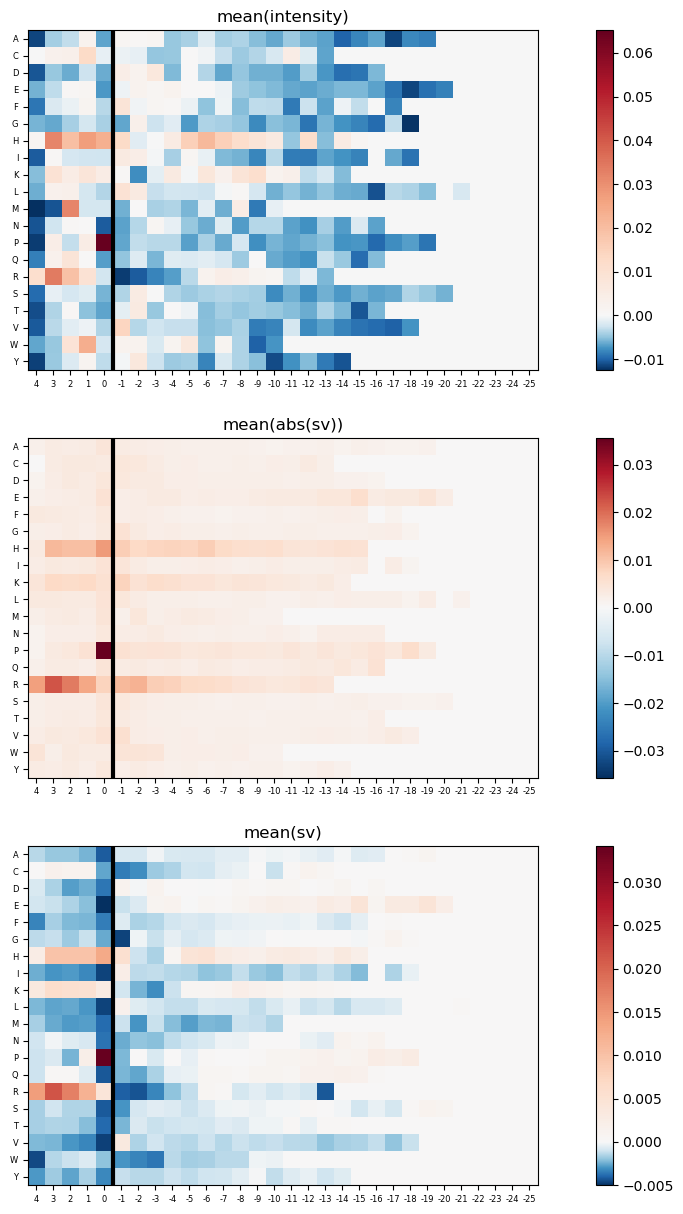 mean(intensity)
A
C
D
E
F
G
H
I
K
L
M
N
P
Q
R
S
T
V
W
Y
4 3 2 1 0 -1 -2 -3 -4 -5 -6 -7 -8 -9 -10 -11 -12 -13 -14 -15 -16 -17 -18 -19 -20 -21 -22 -23 -24 -25
0.06
0.05
0.04
0.03
0.02
0.01
0.00
−0.01
mean(abs(sv))
A
C
D
E
F
G
H
I
K
L
M
N
P
Q
R
S
T
V
W
Y
4 3 2 1 0 -1 -2 -3 -4 -5 -6 -7 -8 -9 -10 -11 -12 -13 -14 -15 -16 -17 -18 -19 -20 -21 -22 -23 -24 -25
0.03
0.02
0.01
0.00
−0.01
−0.02
−0.03
mean(sv)
A
C
D
E
F
G
H
I
K
L
M
N
P
Q
R
S
T
V
W
Y
4 3 2 1 0 -1 -2 -3 -4 -5 -6 -7 -8 -9 -10 -11 -12 -13 -14 -15 -16 -17 -18 -19 -20 -21 -22 -23 -24 -25
0.030
0.025
0.020
0.015
0.010
0.005
0.000
−0.005